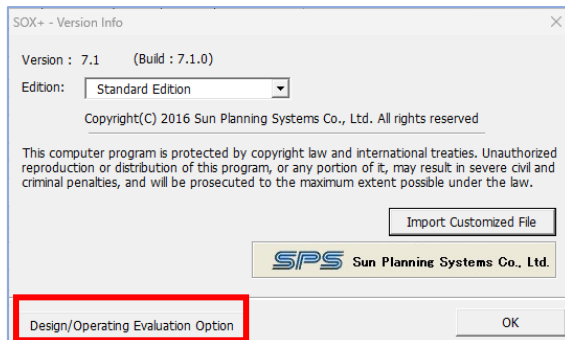 SOX+ - Version Info
Version : 7.1 (Build : 7.1.0)
Edition: Standard Edition
Copyright(C) 2016 Sun Planning Systems Co., Ltd. All rights reserved
This computer program is protected by copyright law and international treaties. Unauthorized
reproduction or distribution of this program, or any portion of it, may result in severe civil and
criminal penalties, and will be prosecuted to the maximum extent possible under the law.
Import Customized File
SPS Sun Planning Systems Co., Ltd.
Design/Operating Evaluation Option
OK